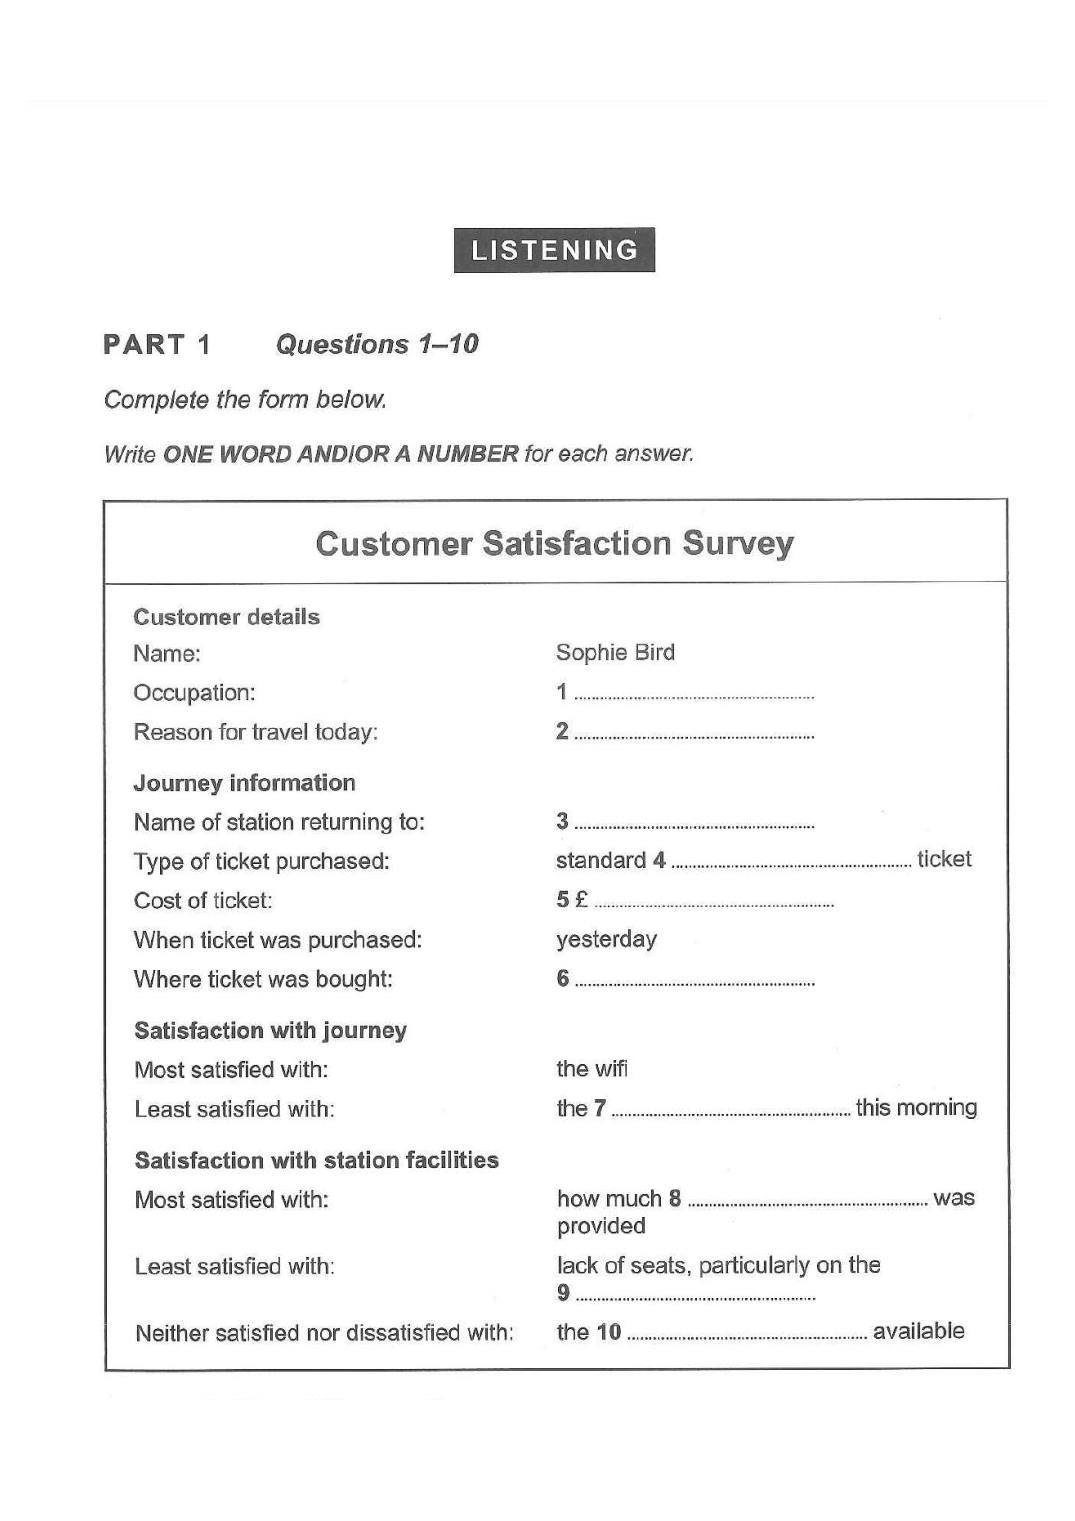 LISTENING
PART 1 Questions 1–10
Complete the form below.
Write ONE WORD AND/OR A NUMBER for each answer.
Customer Satisfaction Survey
Customer details
Name: Sophie Bird
Occupation: 1 ................................................
Reason for travel today: 2 ................................................
Journey information
Name of station returning to: 3 ................................................
Type of ticket purchased: standard 4 ................................................ ticket
Cost of ticket: 5 £ ................................................
When ticket was purchased: yesterday
Where ticket was bought: 6 ................................................
Satisfaction with journey
Most satisfied with: the wifi
Least satisfied with: the 7 ................................................ this morning
Satisfaction with station facilities
Most satisfied with: how much 8 ................................................ was
provided
Least satisfied with: lack of seats, particularly on the
9 ................................................
Neither satisfied nor dissatisfied with: the 10 ................................................ available